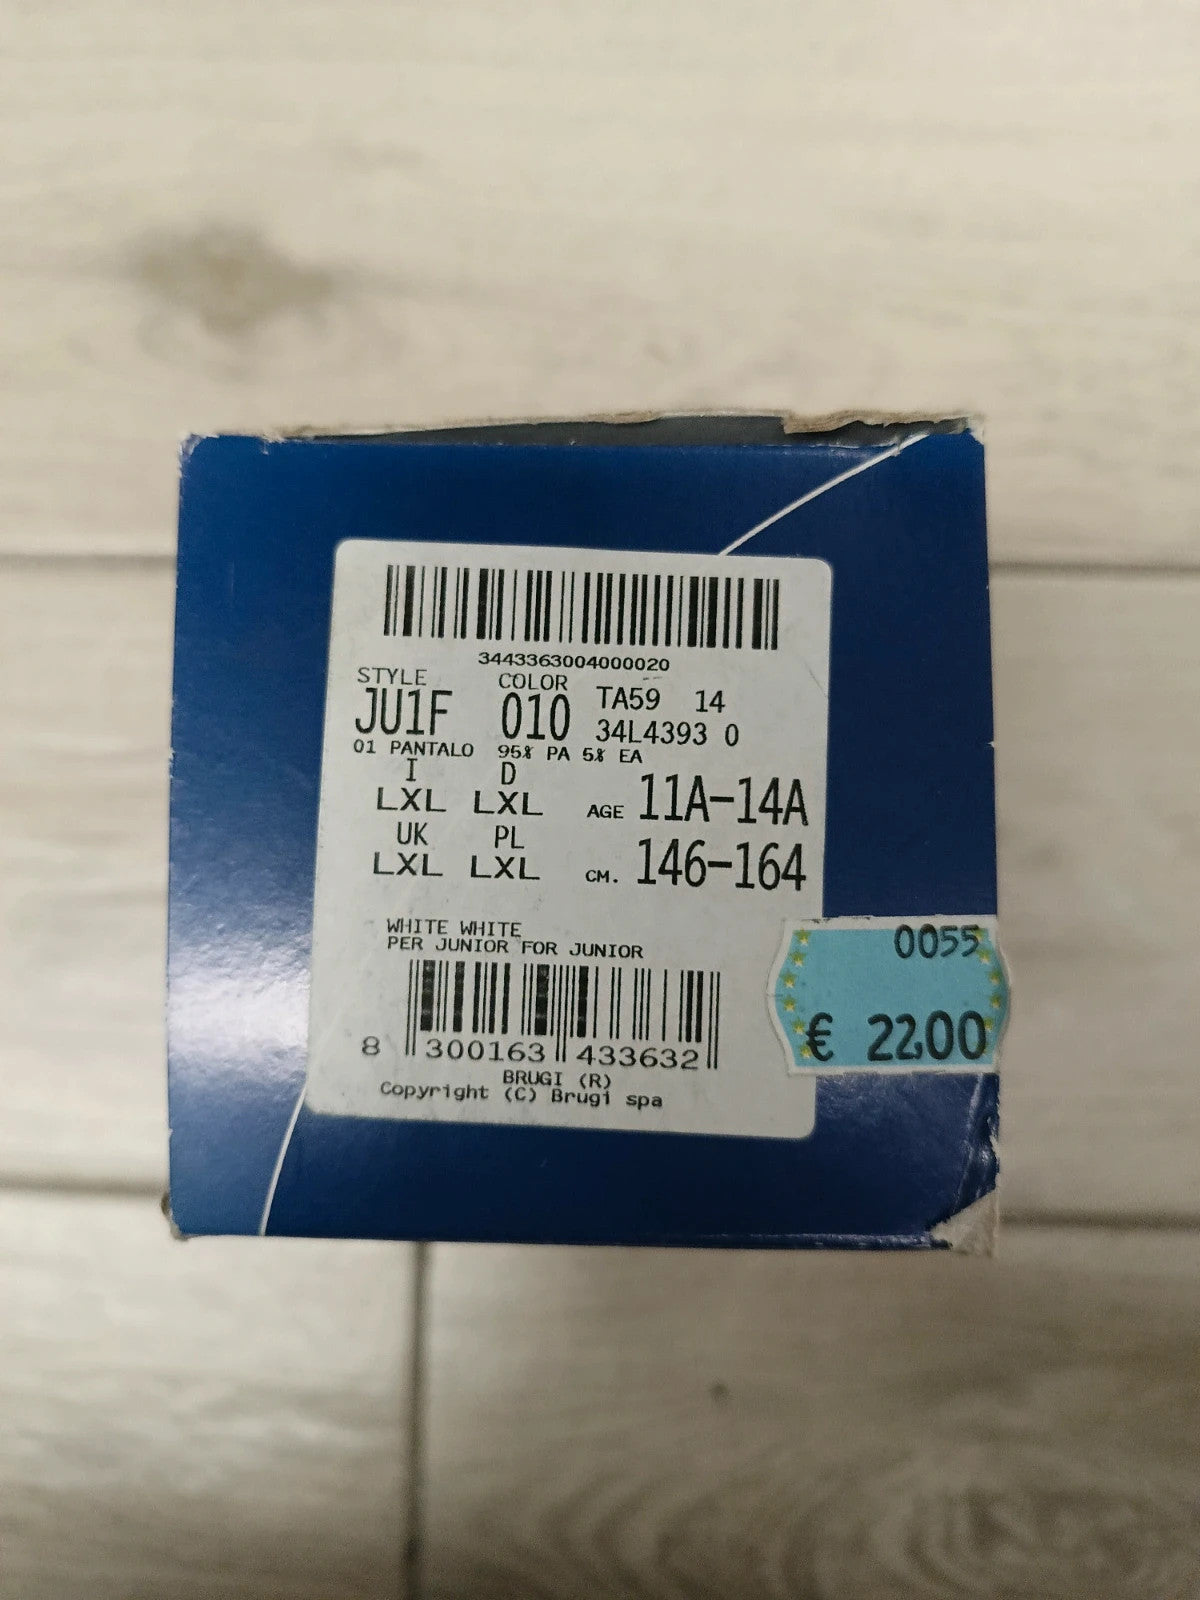 3443363004000020
STYLE COLOR TA59 14
JU1F 010 34L4393 0
01 PANTALO 95% PA 5% EA
I D
LXL LXL AGE 11A-14A
UK PL
LXL LXL CM. 146-164
WHITE WHITE
PER JUNIOR FOR JUNIOR
8 300163 433632
BRUGI (R)
Copyright (C) Brugi spa
0055
€ 22.00